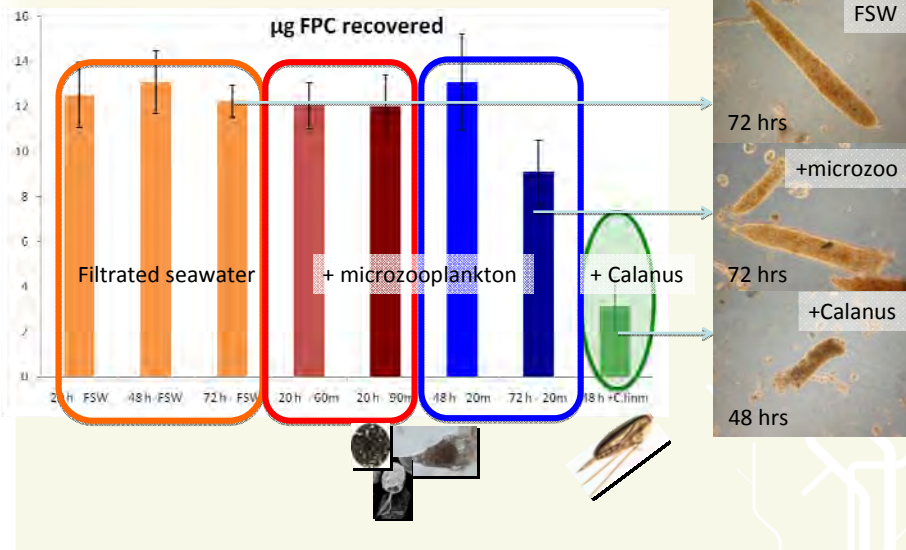 µg FPC recovered
16
14
12
10
8
6
4
2
0
Filtrated seawater
+ microzooplankton
+ Calanus
20 h - FSW
48 h -FSW
72 h - FSW
20 h - 60m
20 h - 90m
48 h - 20m
72 h - 20m
48 h +C.finm
FSW
72 hrs
+microzoo
72 hrs
+Calanus
48 hrs